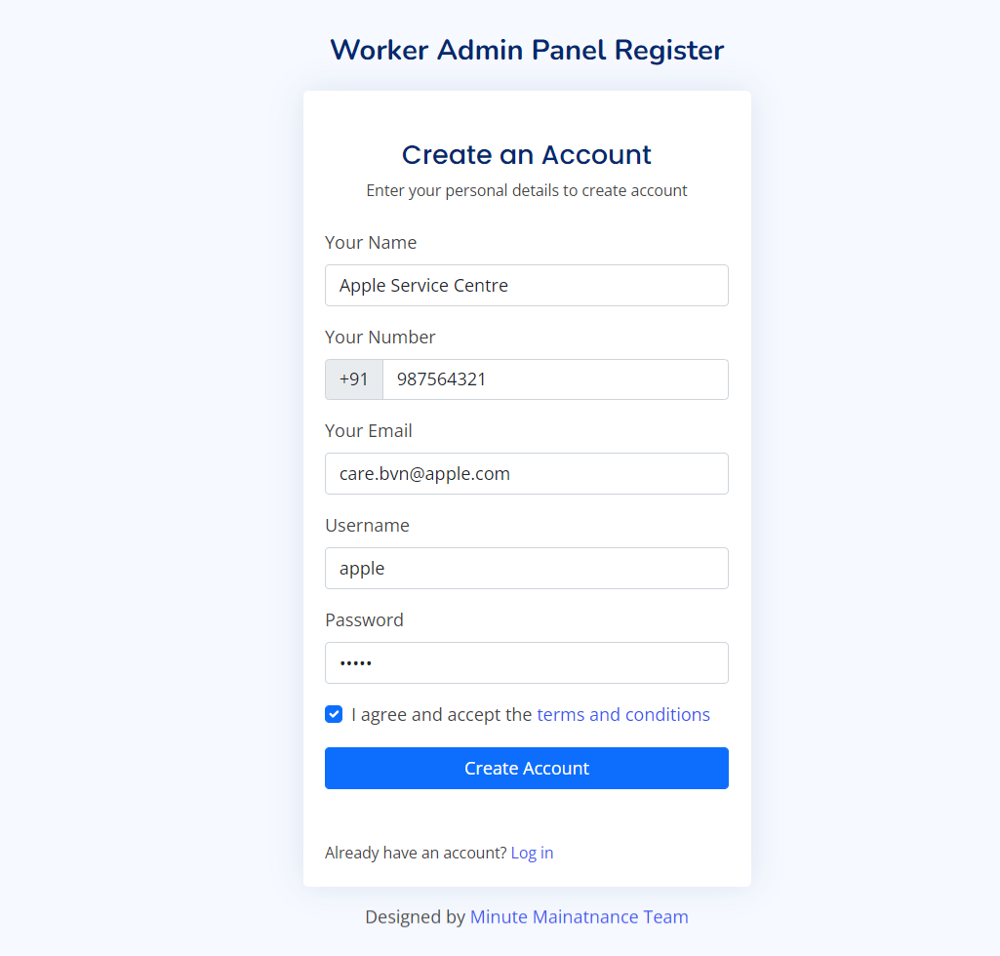 Worker Admin Panel Register
Create an Account
Enter your personal details to create account
Your Name
Apple Service Centre
Your Number
+91 987564321
Your Email
care.bvn@apple.com
Username
apple
Password
•••••
I agree and accept the terms and conditions
Create Account
Already have an account? Log in
Designed by Minute Mainatnance Team